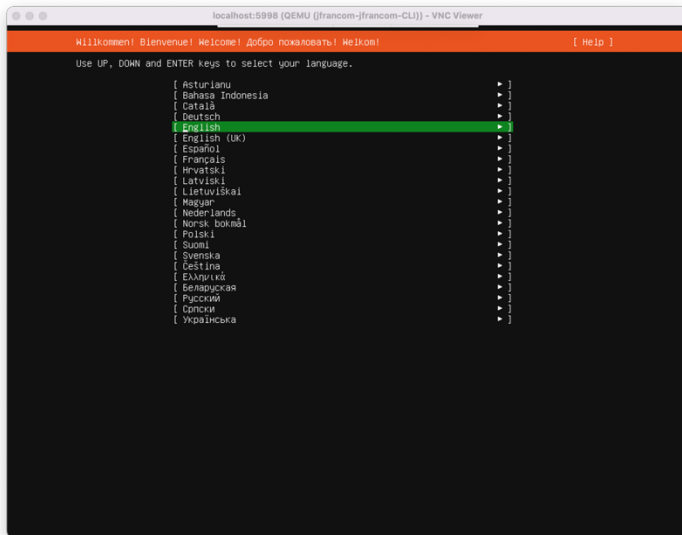 localhost:5998 (QEMU (jfrancom-jfrancom-CLI)) - VNC Viewer
Willkommen! Bienvenue! Welcome! Добро пожаловать! Welkom! [ Help ]
Use UP, DOWN and ENTER keys to select your language.
[ Asturianu ▸ ]
[ Bahasa Indonesia ▸ ]
[ Català ▸ ]
[ Deutsch ▸ ]
[ English ▸ ]
[ English (UK) ▸ ]
[ Español ▸ ]
[ Français ▸ ]
[ Hrvatski ▸ ]
[ Latviski ▸ ]
[ Lietuviškai ▸ ]
[ Magyar ▸ ]
[ Nederlands ▸ ]
[ Norsk bokmål ▸ ]
[ Polski ▸ ]
[ Suomi ▸ ]
[ Svenska ▸ ]
[ Čeština ▸ ]
[ Ελληνικά ▸ ]
[ Беларуская ▸ ]
[ Русский ▸ ]
[ Српски ▸ ]
[ Українська ▸ ]